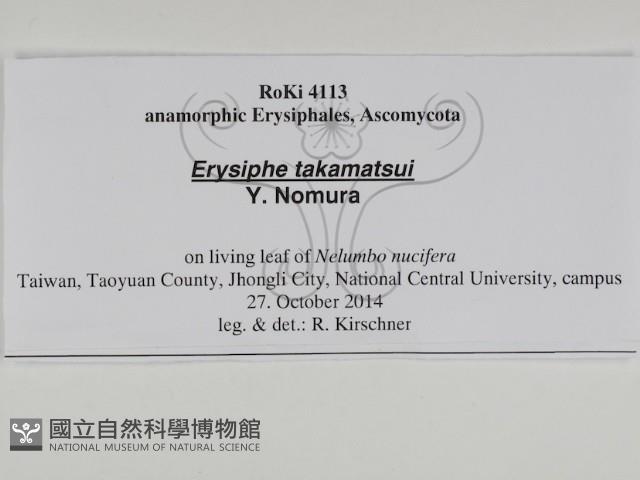 RoKi 4113
anamorphic Erysiphales, Ascomycota
Erysiphe takamatsui
Y. Nomura
on living leaf of Nelumbo nucifera
Taiwan, Taoyuan County, Jhongli City, National Central University, campus
27. October 2014
leg. & det.: R. Kirschner
國立自然科學博物館
NATIONAL MUSEUM OF NATURAL SCIENCE